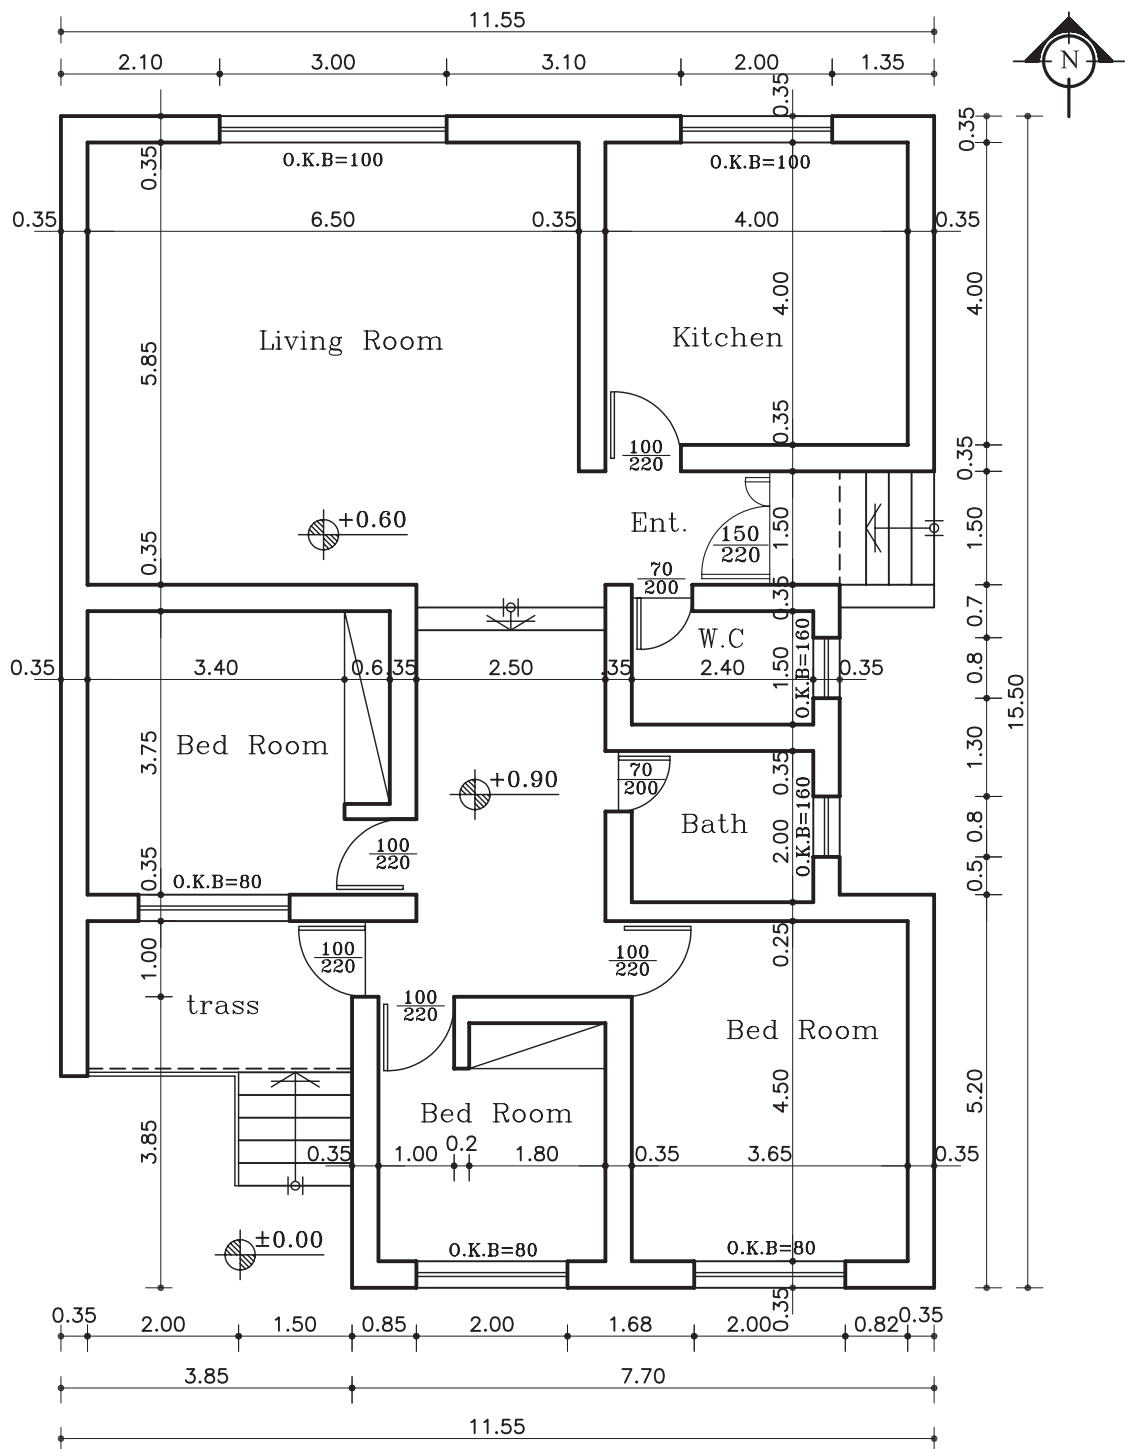 11.55
2.10 3.00 3.10 2.00 1.35
N
0.35
0.35
O.K.B=100 O.K.B=100
0.35
0.35 6.50 0.35 4.00 0.35
4.00 4.00
Living Room Kitchen
5.85
0.35
100
220
0.35
+0.60 Ent. 150
220
1.50 1.50
0.35
70
200
0.35
0.7
W.C
O.K.B=160
0.35 3.40 0.6 .35 2.50 .35 2.40 0.35
1.50
0.8
15.50
Bed Room
3.75
1.30
+0.90
70
200
0.35
O.K.B=160
Bath
2.00
0.8
100
220
0.35
O.K.B=80
0.5
1.00
100
220
100
220
0.25
trass
100
220
Bed Room
4.50
5.20
Bed Room
3.85
0.35 1.00 0.2 1.80 0.35 3.65 0.35
±0.00
O.K.B=80 O.K.B=80
0.35
0.35 2.00 1.50 0.85 2.00 1.68 2.00 0.82 0.35
3.85 7.70
11.55